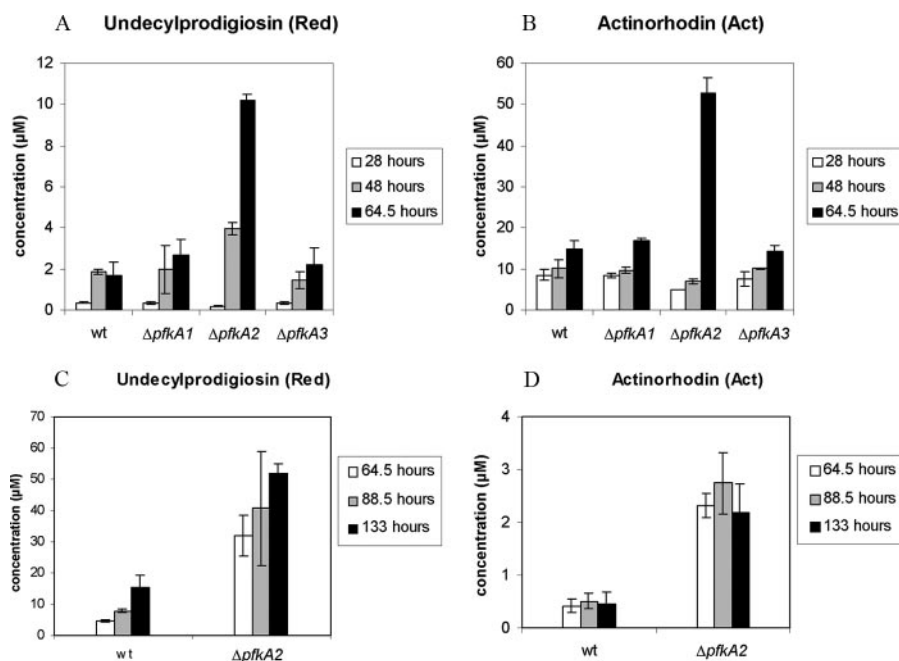 A Undecylprodigiosin (Red)
12
10
8
6
4
2
0
concentration (µM)
wt ΔpfkA1 ΔpfkA2 ΔpfkA3
28 hours
48 hours
64.5 hours
B Actinorhodin (Act)
60
50
40
30
20
10
0
concentration (µM)
wt ΔpfkA1 ΔpfkA2 ΔpfkA3
28 hours
48 hours
64.5 hours
C Undecylprodigiosin (Red)
70
60
50
40
30
20
10
0
concentration (µM)
wt ΔpfkA2
64.5 hours
88.5 hours
133 hours
D Actinorhodin (Act)
4
3
2
1
0
concentration (µM)
wt ΔpfkA2
64.5 hours
88.5 hours
133 hours